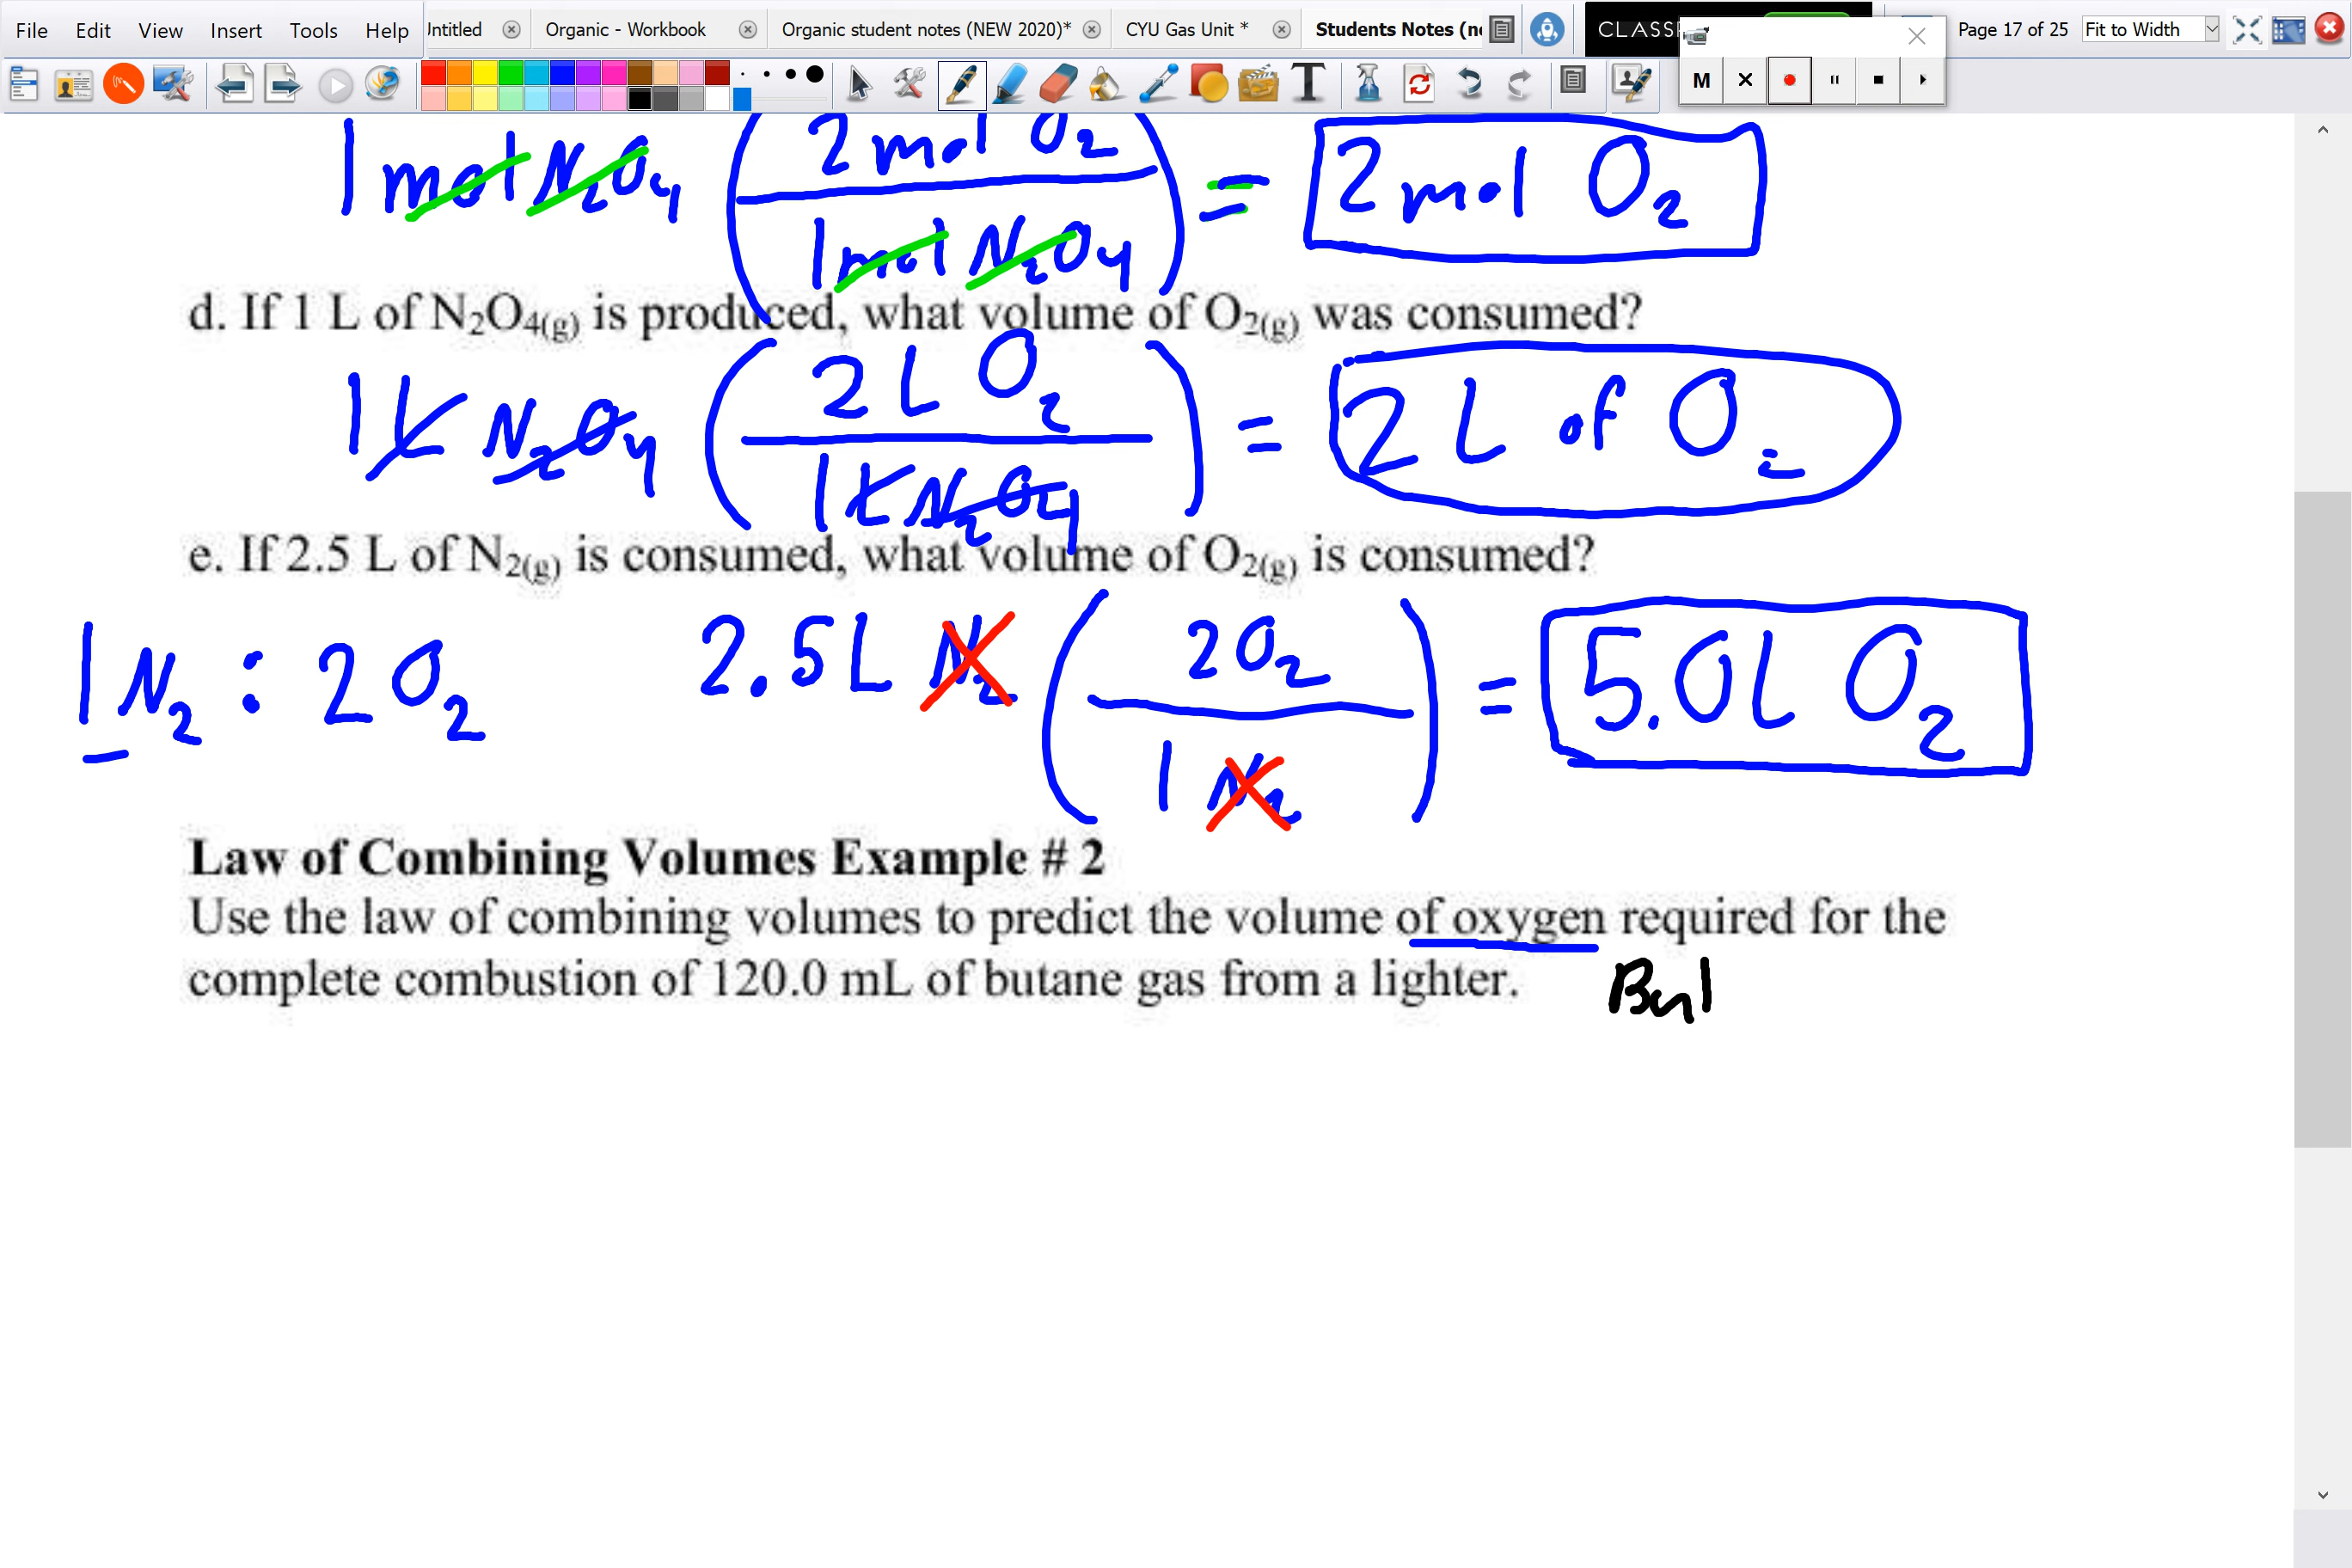 File Edit View Insert Tools Help Untitled Organic - Workbook Organic student notes (NEW 2020)* CYU Gas Unit * Students Notes (ne CLASS Page 17 of 25 Fit to Width
M
1 mol N₂O₄ (2 mol O₂ / 1 mol N₂O₄) = 2 mol O₂
d. If 1 L of N₂O₄(g) is produced, what volume of O₂(g) was consumed?
1 L N₂O₄ (2 L O₂ / 1 L N₂O₄) = 2 L of O₂
e. If 2.5 L of N₂(g) is consumed, what volume of O₂(g) is consumed?
1 N₂ : 2 O₂ 2.5 L N₂ (2 O₂ / 1 N₂) = 5.0 L O₂
Law of Combining Volumes Example # 2
Use the law of combining volumes to predict the volume of oxygen required for the
complete combustion of 120.0 mL of butane gas from a lighter.